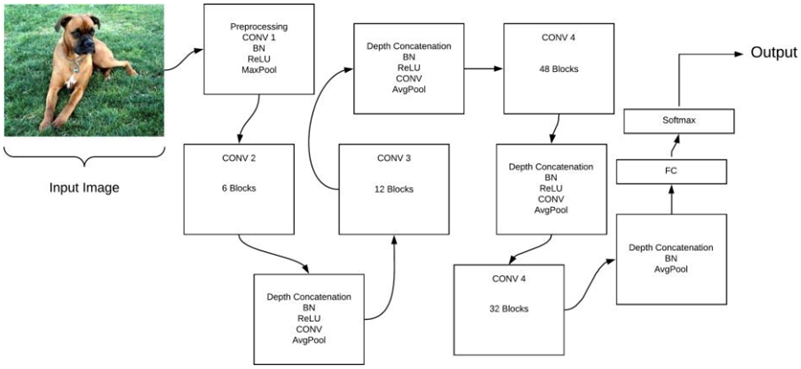 Input Image
Preprocessing
CONV 1
BN
ReLU
MaxPool
CONV 2
6 Blocks
Depth Concatenation
BN
ReLU
CONV
AvgPool
CONV 3
12 Blocks
Depth Concatenation
BN
ReLU
CONV
AvgPool
CONV 4
48 Blocks
Depth Concatenation
BN
ReLU
CONV
AvgPool
CONV 4
32 Blocks
Depth Concatenation
BN
AvgPool
FC
Softmax
Output